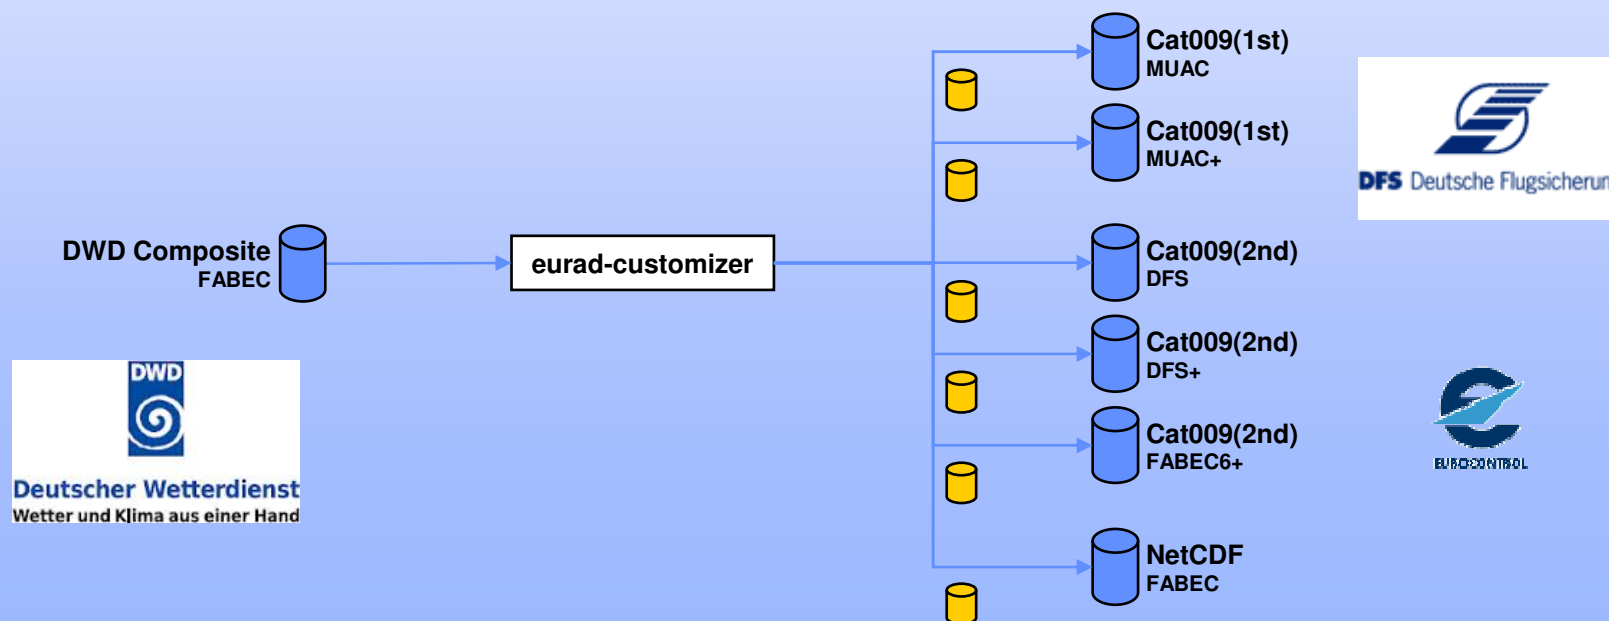 Cat009(1st)
MUAC
Cat009(1st)
MUAC+
DFS Deutsche Flugsicherun
DWD Composite
FABEC
eurad-customizer
Cat009(2nd)
DFS
Cat009(2nd)
DFS+
DWD
Deutscher Wetterdienst
Wetter und Klima aus einer Hand
Cat009(2nd)
FABEC6+
EUROCONTROL
NetCDF
FABEC